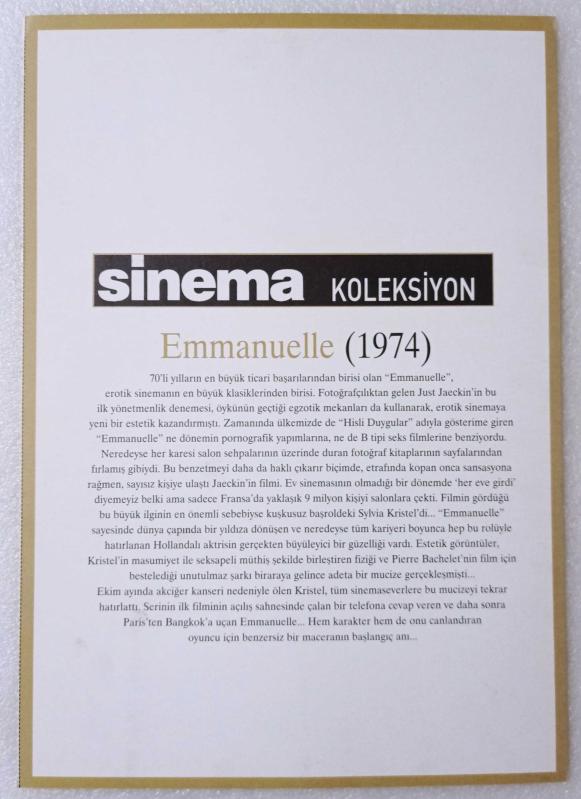 sinema KOLEKSİYON
Emmanuelle (1974)
70'li yılların en büyük ticari başarılarından birisi olan “Emmanuelle”,
erotik sinemanın en büyük klasiklerinden birisi. Fotoğrafçılıktan gelen Just Jaeckin'in bu
ilk yönetmenlik denemesi, öykünün geçtiği egzotik mekanları da kullanarak, erotik sinemaya
yeni bir estetik kazandırmıştı. Zamanında ülkemizde de “Hisli Duygular” adıyla gösterime giren
“Emmanuelle” ne dönemin pornografik yapımlarına, ne de B tipi seks filmlerine benziyordu.
Neredeyse her karesi salon sehpalarının üzerinde duran fotoğraf kitaplarının sayfalarından
fırlamış gibiydi. Bu benzetmeyi daha da haklı çıkarır biçimde, etrafında kopan onca sansasyona
rağmen, sayısız kişiye ulaştı Jaeckin'in filmi. Ev sinemasının olmadığı bir dönemde ‘her eve girdi’
diyemeyiz belki ama sadece Fransa'da yaklaşık 9 milyon kişiyi salonlara çekti. Filmin gördüğü
bu büyük ilginin en önemli sebebiyse kuşkusuz başroldeki Sylvia Kristel'di... “Emmanuelle”
sayesinde dünya çapında bir yıldıza dönüşen ve neredeyse tüm kariyeri boyunca hep bu rolüyle
hatırlanan Hollandalı aktrisin gerçekten büyüleyici bir güzelliği vardı. Estetik görüntüler,
Kristel'in masumiyet ile seksapeli müthiş şekilde birleştiren fiziği ve Pierre Bachelet'nin film için
bestelediği unutulmaz şarkı biraraya gelince adeta bir mucize gerçekleşmişti...
Ekim ayında akciğer kanseri nedeniyle ölen Kristel, tüm sinemaseverlere bu mucizeyi tekrar
hatırlattı. Serinin ilk filminin açılış sahnesinde çalan bir telefona cevap veren ve daha sonra
Paris'ten Bangkok'a uçan Emmanuelle... Hem karakter hem de onu canlandıran
oyuncu için benzersiz bir maceranın başlangıç anı...